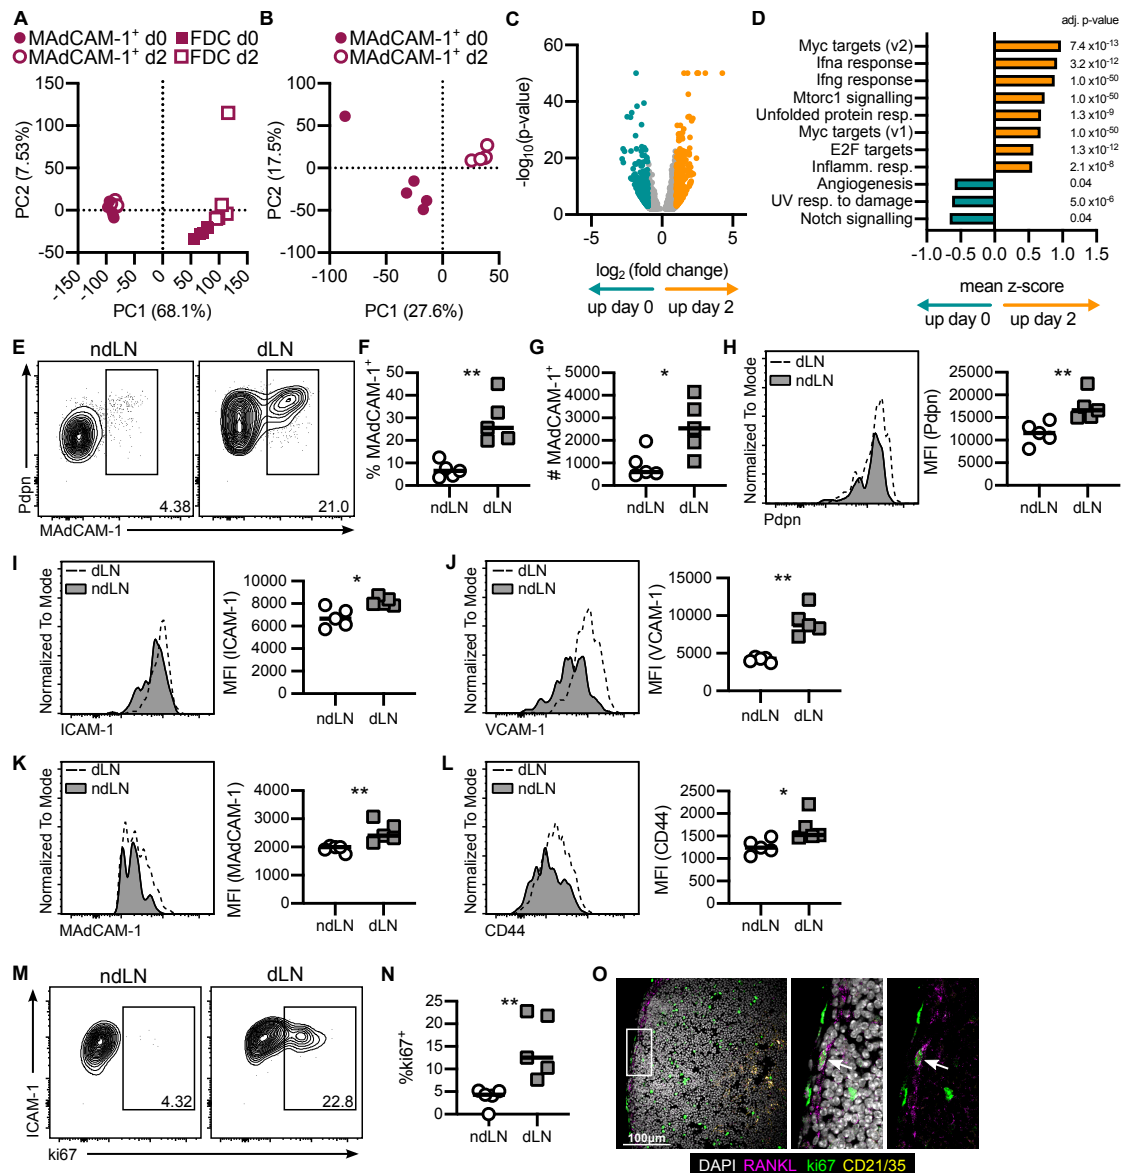 A
MAdCAM-1+ d0 FDC d0
MAdCAM-1+ d2 FDC d2
PC2 (7.53%)
150
100
50
0
-50
-150 -100 -50 0 50 100 150
PC1 (68.1%)
B
MAdCAM-1+ d0
MAdCAM-1+ d2
PC2 (17.5%)
100
50
0
-50
-100
-100 -50 0 50 100
PC1 (27.6%)
C
-log10(p-value)
60
40
20
0
-5 0 5
log2 (fold change)
up day 0 up day 2
D
adj. p-value
Myc targets (v2) 7.4 x10-13
Ifna response 3.2 x10-12
Ifng response 1.0 x10-50
Mtorc1 signalling 1.0 x10-50
Unfolded protein resp. 1.3 x10-9
Myc targets (v1) 1.0 x10-50
E2F targets 1.3 x10-12
Inflamm. resp. 2.1 x10-8
Angiogenesis 0.04
UV resp. to damage 5.0 x10-6
Notch signalling 0.04
-1.0 -0.5 0.0 0.5 1.0 1.5
mean z-score
up day 0 up day 2
E
ndLN dLN
Pdpn
4.38 21.0
MAdCAM-1
F
% MAdCAM-1+
50
40
30
20
10
0
**
ndLN dLN
G
# MAdCAM-1+
5000
4000
3000
2000
1000
0
*
ndLN dLN
H
dLN
ndLN
Normalized To Mode
Pdpn
MFI (Pdpn)
25000
20000
15000
10000
5000
0
**
ndLN dLN
I
dLN
ndLN
Normalized To Mode
ICAM-1
MFI (ICAM-1)
10000
8000
6000
4000
2000
0
*
ndLN dLN
J
dLN
ndLN
Normalized To Mode
VCAM-1
MFI (VCAM-1)
15000
10000
5000
0
**
ndLN dLN
K
dLN
ndLN
Normalized To Mode
MAdCAM-1
MFI (MAdCAM-1)
4000
3000
2000
1000
0
**
ndLN dLN
L
dLN
ndLN
Normalized To Mode
CD44
MFI (CD44)
2500
2000
1500
1000
500
0
*
ndLN dLN
M
ndLN dLN
ICAM-1
4.32 22.8
ki67
N
%ki67+
25
20
15
10
5
0
**
ndLN dLN
O
100µm
DAPI RANKL ki67 CD21/35